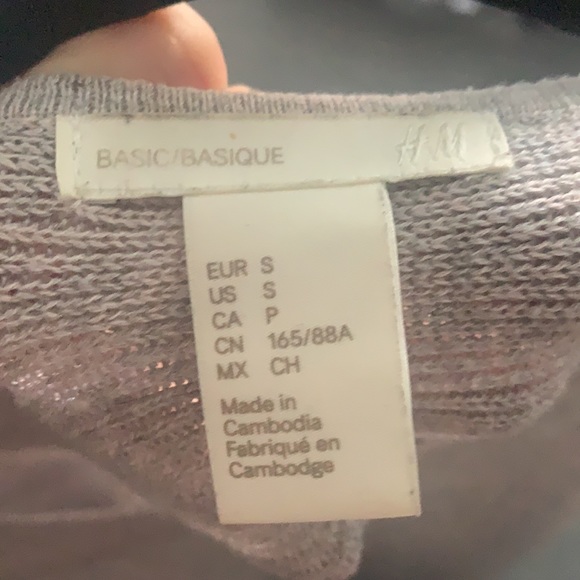 BASIC/BASIQUE H&M
EUR S
US S
CA P
CN 165/88A
MX CH
Made in
Cambodia
Fabriqué en
Cambodge